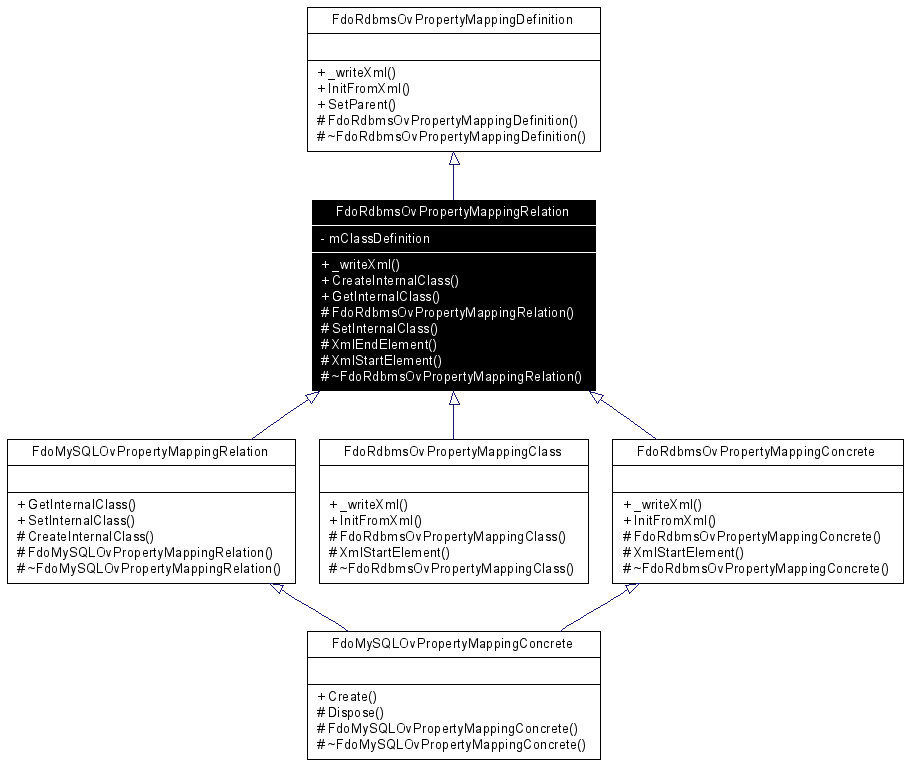 FdoRdbmsOvPropertyMappingDefinition
+ _writeXml()
+ InitFromXml()
+ SetParent()
# FdoRdbmsOvPropertyMappingDefinition()
# ~FdoRdbmsOvPropertyMappingDefinition()
FdoRdbmsOvPropertyMappingRelation
- mClassDefinition
+ _writeXml()
+ CreateInternalClass()
+ GetInternalClass()
# FdoRdbmsOvPropertyMappingRelation()
# SetInternalClass()
# XmlEndElement()
# XmlStartElement()
# ~FdoRdbmsOvPropertyMappingRelation()
FdoMySQLOvPropertyMappingRelation
+ GetInternalClass()
+ SetInternalClass()
# CreateInternalClass()
# FdoMySQLOvPropertyMappingRelation()
# ~FdoMySQLOvPropertyMappingRelation()
FdoRdbmsOvPropertyMappingClass
+ _writeXml()
+ InitFromXml()
# FdoRdbmsOvPropertyMappingClass()
# XmlStartElement()
# ~FdoRdbmsOvPropertyMappingClass()
FdoRdbmsOvPropertyMappingConcrete
+ _writeXml()
+ InitFromXml()
# FdoRdbmsOvPropertyMappingConcrete()
# XmlStartElement()
# ~FdoRdbmsOvPropertyMappingConcrete()
FdoMySQLOvPropertyMappingConcrete
+ Create()
# Dispose()
# FdoMySQLOvPropertyMappingConcrete()
# ~FdoMySQLOvPropertyMappingConcrete()